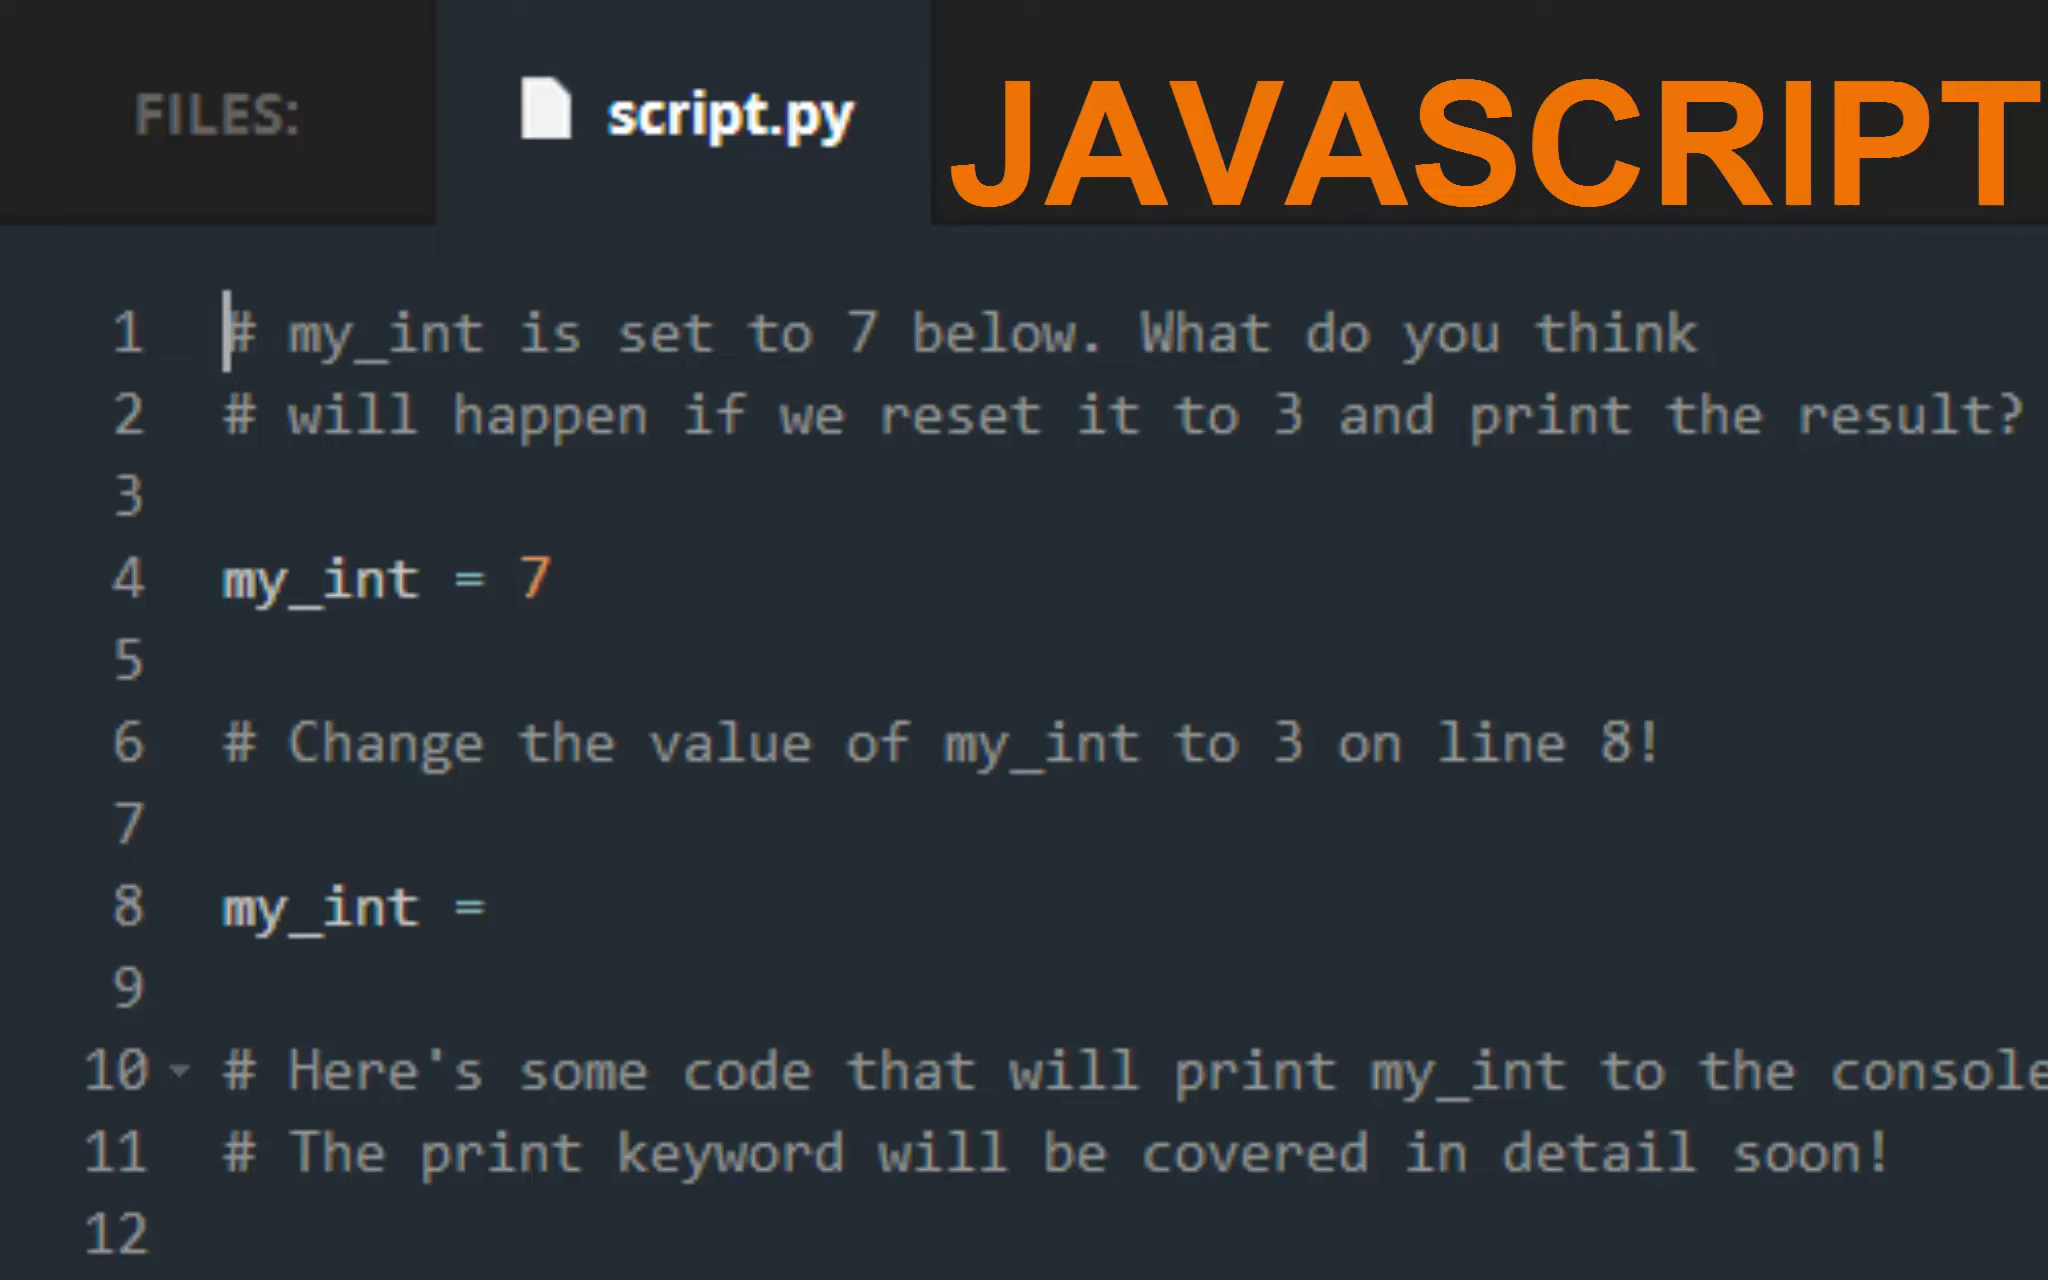 FILES: script.py JAVASCRIPT
1 # my_int is set to 7 below. What do you think
2 # will happen if we reset it to 3 and print the result?
3
4 my_int = 7
5
6 # Change the value of my_int to 3 on line 8!
7
8 my_int =
9
10 # Here's some code that will print my_int to the console
11 # The print keyword will be covered in detail soon!
12